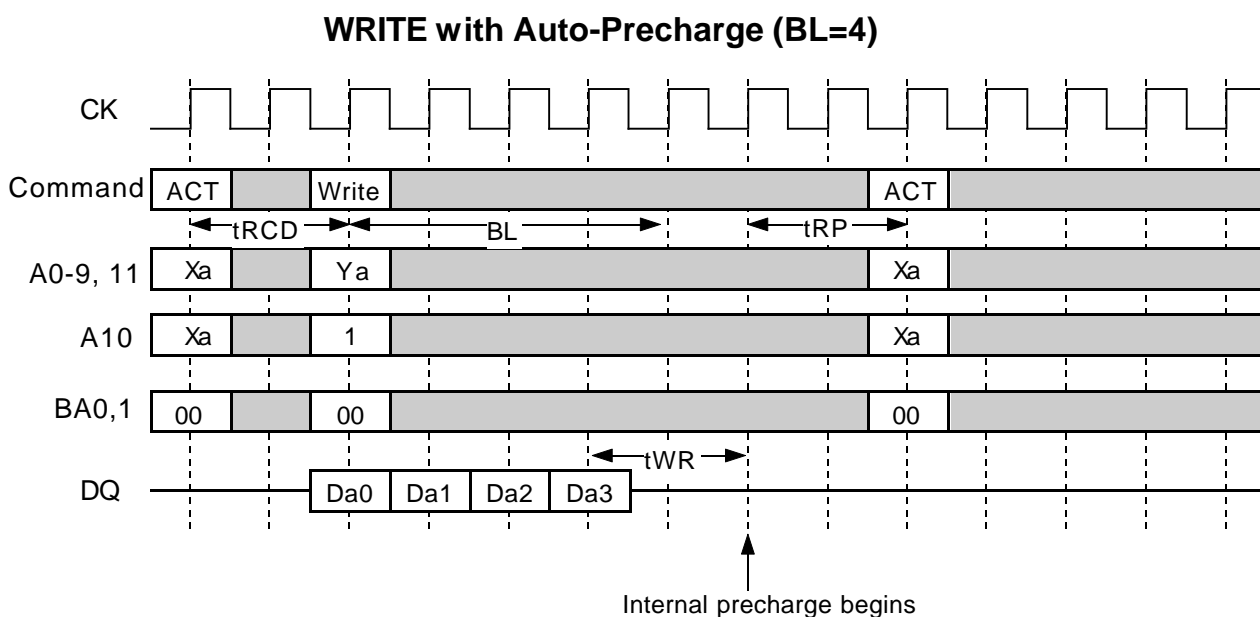 WRITE with Auto-Precharge (BL=4)
CK
Command ACT Write ACT
tRCD BL tRP
A0-9, 11 Xa Ya Xa
A10 Xa 1 Xa
BA0,1 00 00 00
tWR
DQ Da0 Da1 Da2 Da3
Internal precharge begins